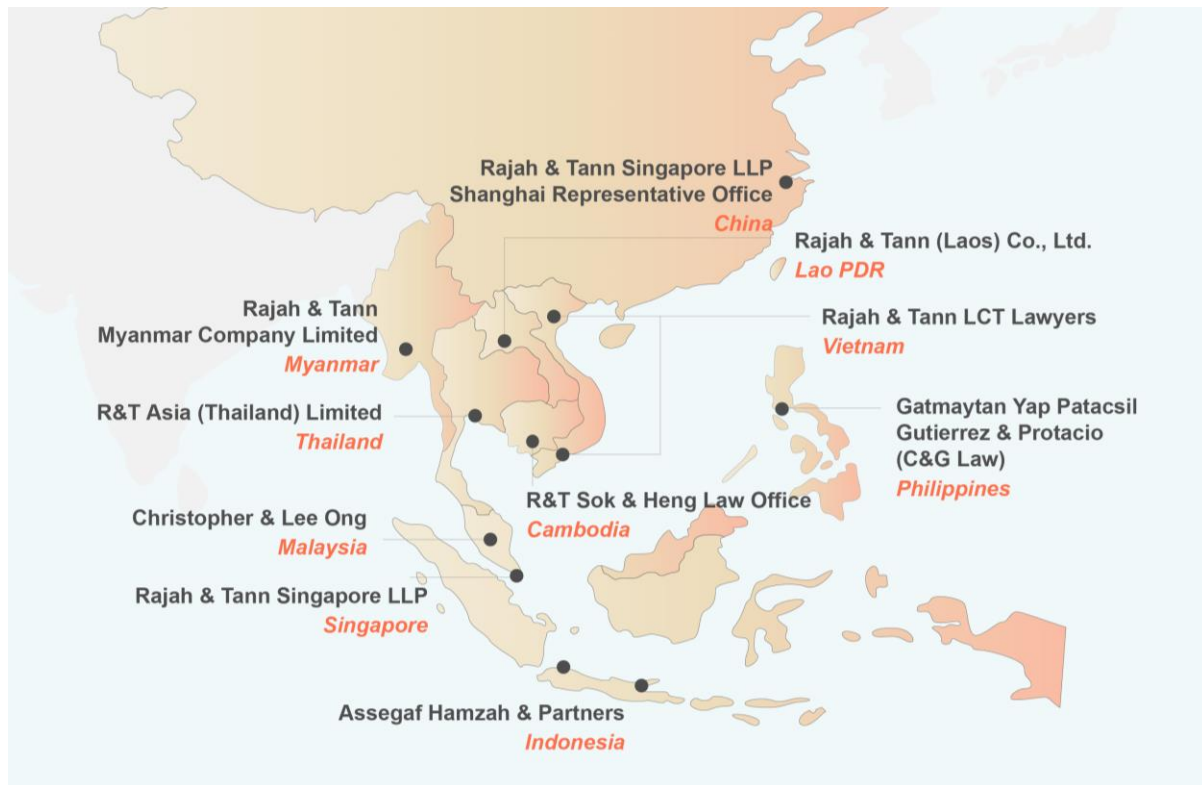 Rajah & Tann Singapore LLP
Shanghai Representative Office
China
Rajah & Tann (Laos) Co., Ltd.
Lao PDR
Rajah & Tann
Myanmar Company Limited
Myanmar
Rajah & Tann LCT Lawyers
Vietnam
R&T Asia (Thailand) Limited
Thailand
Gatmaytan Yap Patacsil
Gutierrez & Protacio
(C&G Law)
Philippines
R&T Sok & Heng Law Office
Cambodia
Christopher & Lee Ong
Malaysia
Rajah & Tann Singapore LLP
Singapore
Assegaf Hamzah & Partners
Indonesia